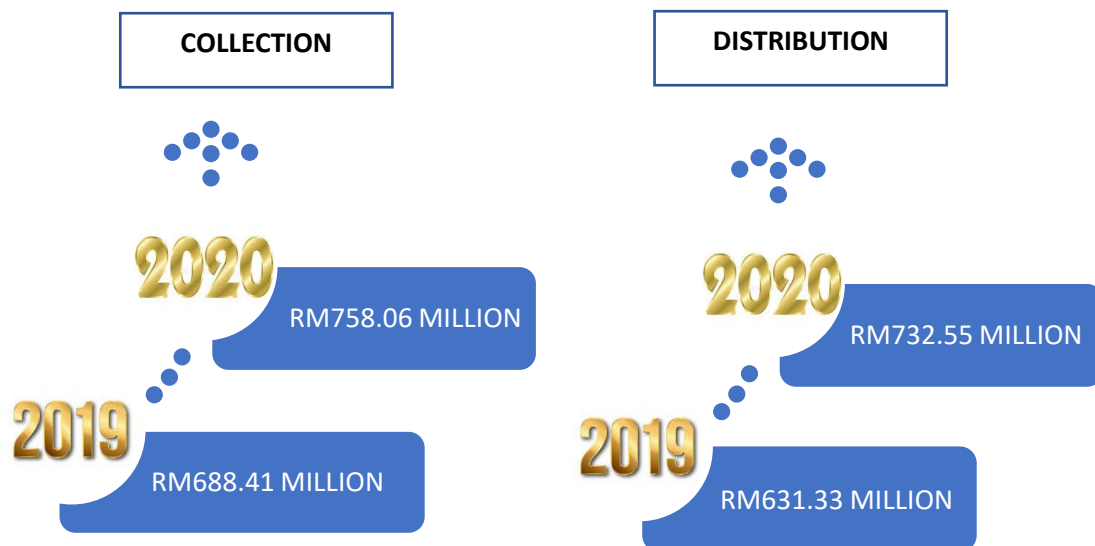 COLLECTION
2020
RM758.06 MILLION
2019
RM688.41 MILLION
DISTRIBUTION
2020
RM732.55 MILLION
2019
RM631.33 MILLION